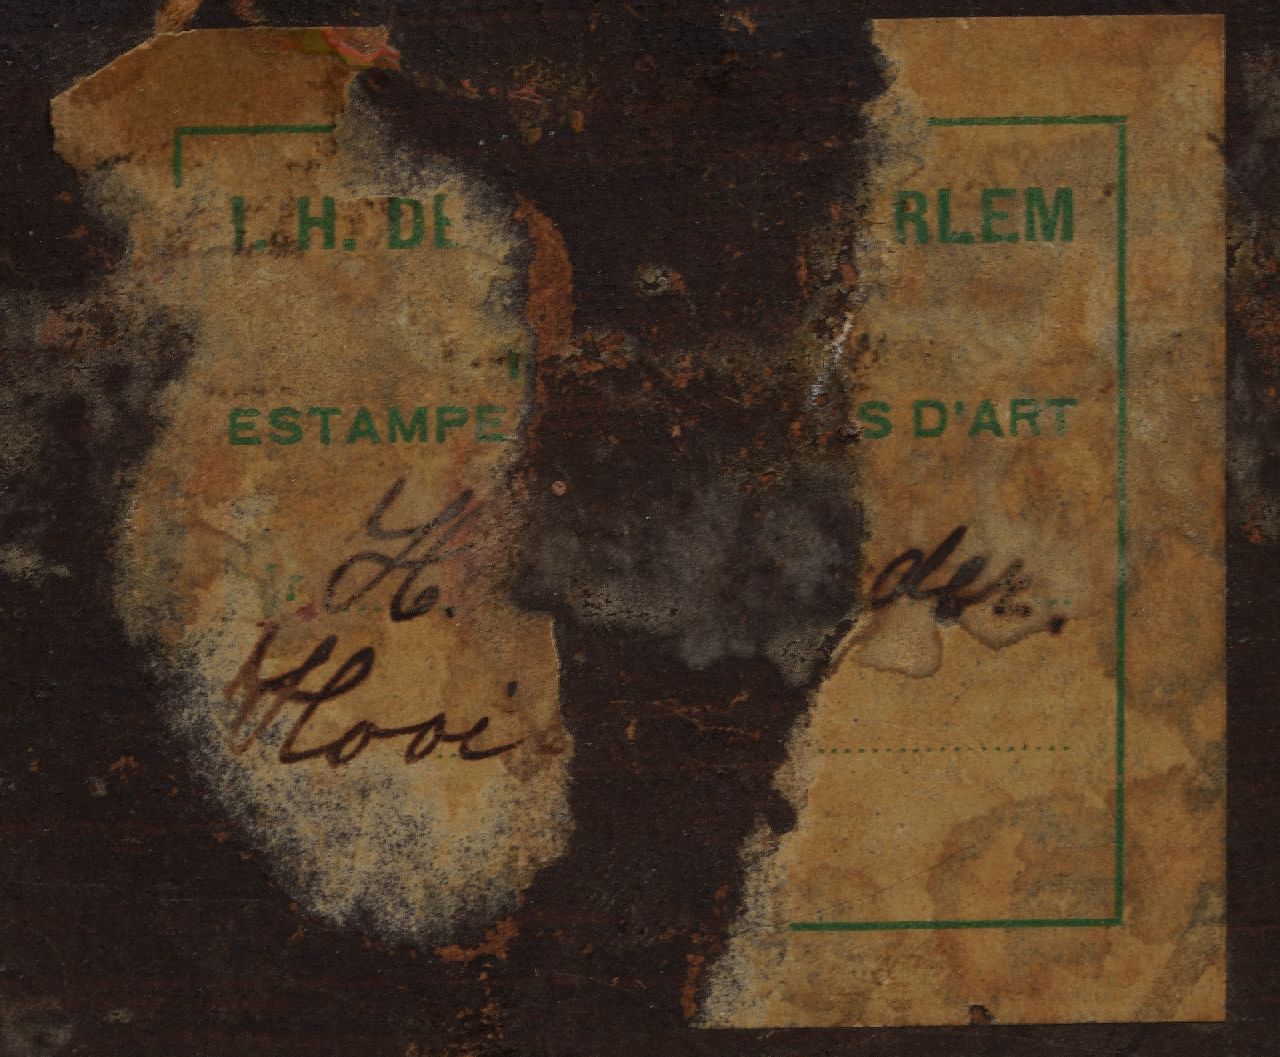 H. DE RLEM
ESTAMPE S D'ART
H. der.
Mooi